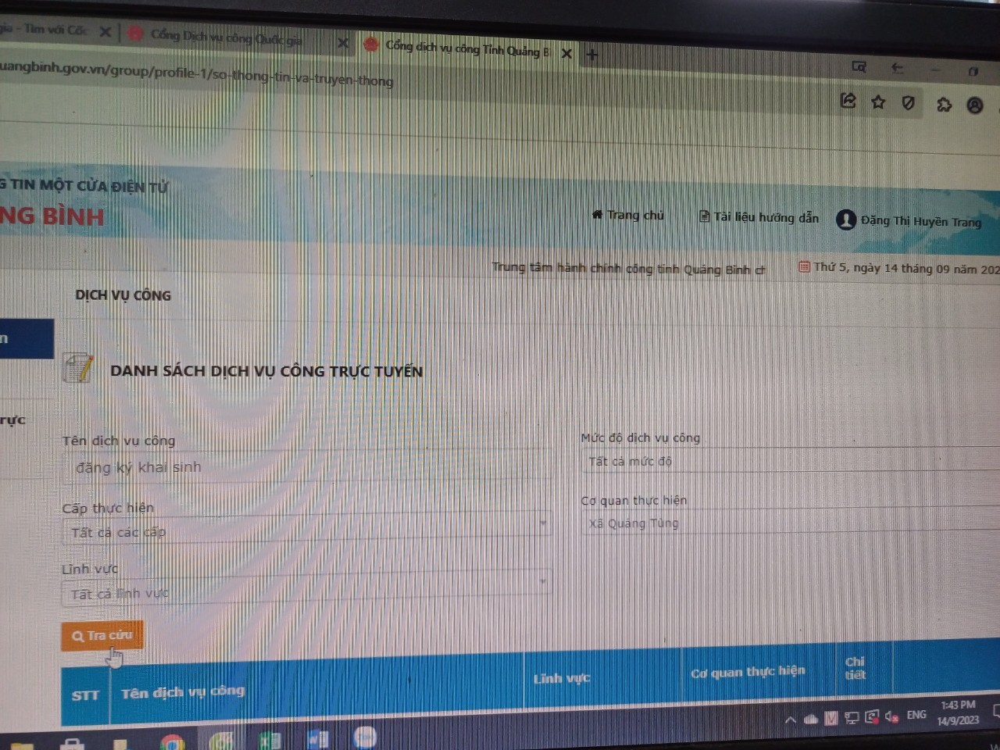 gia - Tìm với Cốc
Cổng Dịch vụ công Quốc gia
Cổng dịch vụ công Tỉnh Quảng B
uangbinh.gov.vn/group/profile-1/so-thong-tin-va-truyen-thong
G TIN MỘT CỬA ĐIỆN TỬ
NG BÌNH
Trang chủ
Tài liệu hướng dẫn
Đặng Thị Huyền Trang
Trung tâm hành chính công tỉnh Quảng Bình ch
Thứ 5, ngày 14 tháng 09 năm 202
DỊCH VỤ CÔNG
n
DANH SÁCH DỊCH VỤ CÔNG TRỰC TUYẾN
rực
Tên dịch vụ công
Mức độ dịch vụ công
đăng ký khai sinh
Tất cả mức độ
Cấp thực hiện
Cơ quan thực hiện
Tất cả các cấp
Xã Quảng Tùng
Lĩnh vực
Tất cả lĩnh vực
Tra cứu
STT
Tên dịch vụ công
Lĩnh vực
Cơ quan thực hiện
Chi
tiết
ENG
1:43 PM
14/9/2023